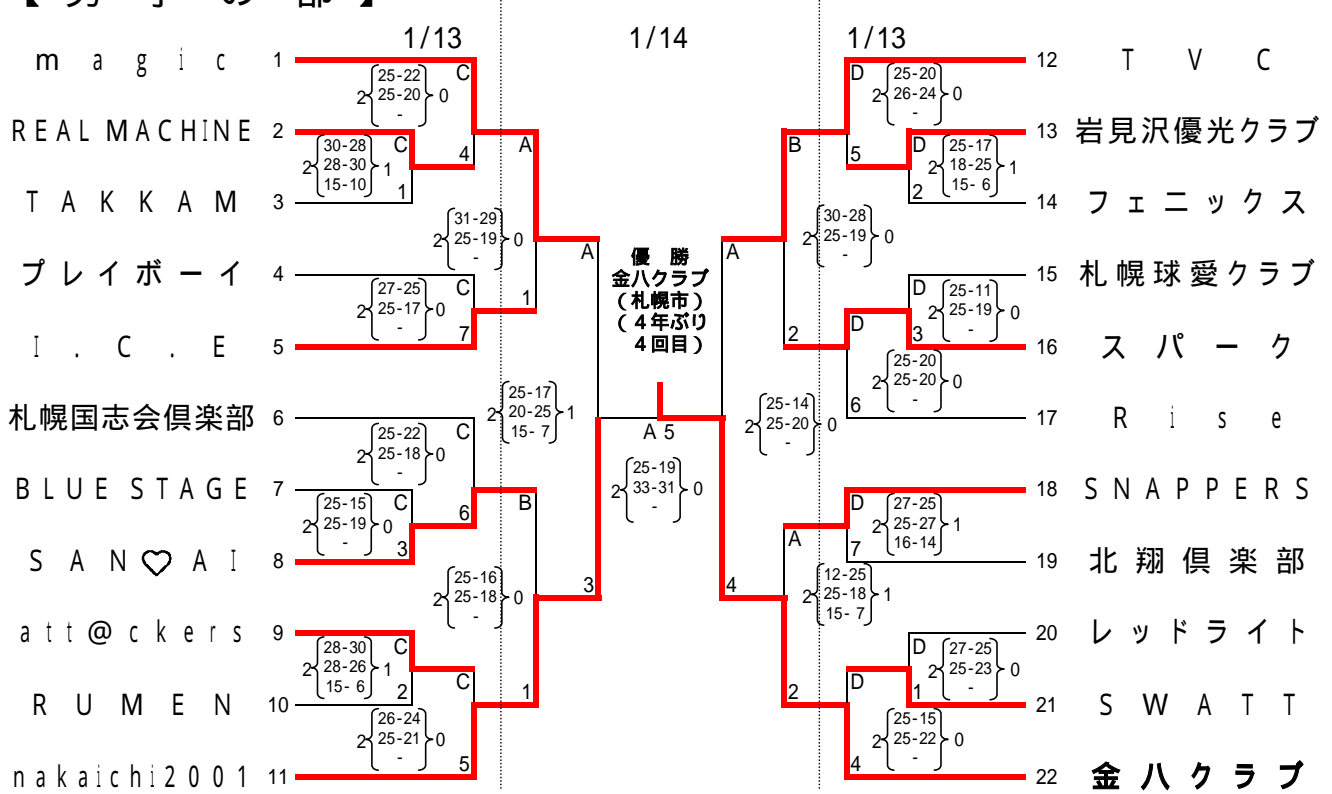 【 男 子 の 部 】
1/13
1/14
1/13
magic 1
REAL MACHINE 2
TAKKAM 3
プレイボーイ 4
I.C.E 5
札幌国志会倶楽部 6
BLUE STAGE 7
SAN♡AI 8
att@ckers 9
RUMEN 10
nakaichi2001 11
C
2 25-22 0
25-20
-
4
C
2 30-28 1
28-30
15-10
1
A
2 31-29 0
25-19
-
1
C
2 27-25 0
25-17
-
7
C
2 25-22 0
25-18
-
6
C
2 25-15 0
25-19
-
3
B
2 25-16 0
25-18
-
1
C
2 28-30 1
28-26
15- 6
2
C
2 26-24 0
25-21
-
5
A
2 25-17 1
20-25
15- 7
3
優 勝
金八クラブ
(札幌市)
(4年ぶり
4回目)
A 5
2 25-19 0
33-31
-
A
2 25-14 0
25-20
-
4
B
2 30-28 0
25-19
-
2
A
2 12-25 1
25-18
15- 7
2
D
2 25-20 0
26-24
-
5
D
2 25-17 1
18-25
15- 6
2
D
2 25-11 0
25-19
-
3
D
2 25-20 0
25-20
-
6
D
2 27-25 1
25-27
16-14
7
D
2 27-25 0
25-23
-
1
D
2 25-15 0
25-22
-
4
12 TVC
13 岩見沢優光クラブ
14 フェニックス
15 札幌球愛クラブ
16 スパーク
17 Rise
18 SNAPPERS
19 北翔倶楽部
20 レッドライト
21 SWATT
22 金八クラブ